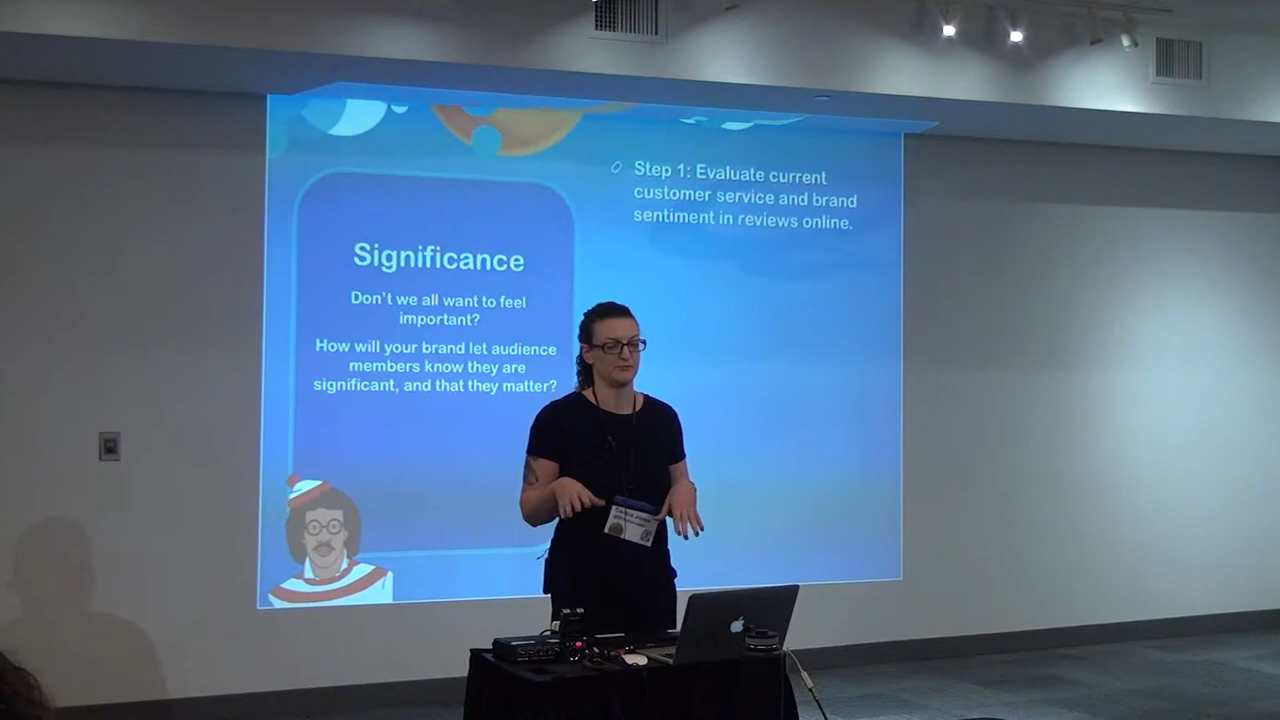 Significance
Don't we all want to feel
important?
How will your brand let audience
members know they are
significant, and that they matter?
Step 1: Evaluate current
customer service and brand
sentiment in reviews online.
Jones